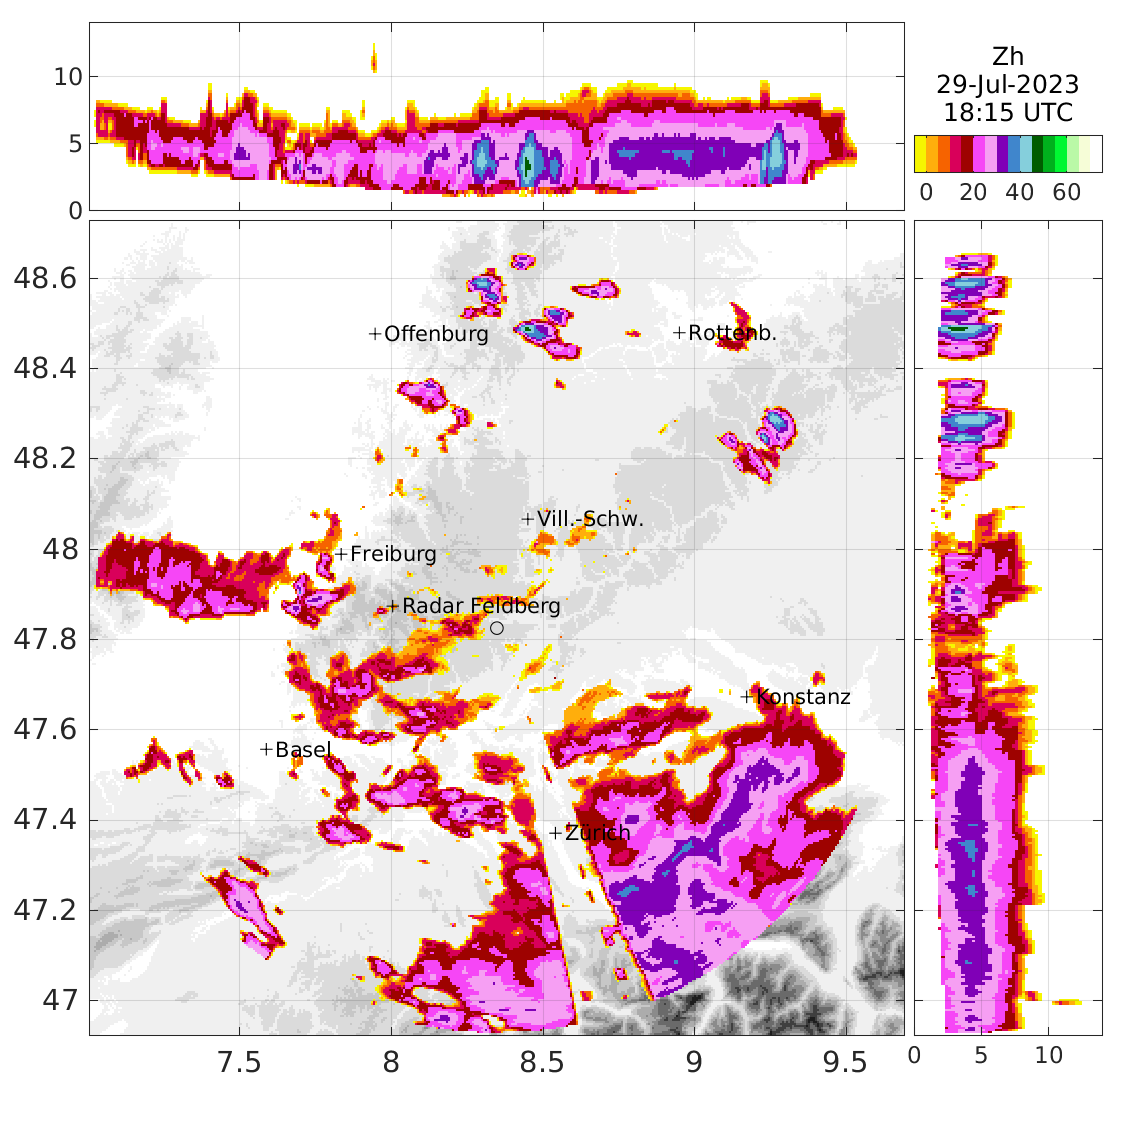 10
5
0
Zh
29-Jul-2023
18:15 UTC
0 20 40 60
48.6
48.4
48.2
48
47.8
47.6
47.4
47.2
47
+Offenburg
+Rottenb.
+Vill.-Schw.
+Freiburg
+Radar Feldberg
+Konstanz
+Basel
+Zürich
7.5 8 8.5 9 9.5
0 5 10